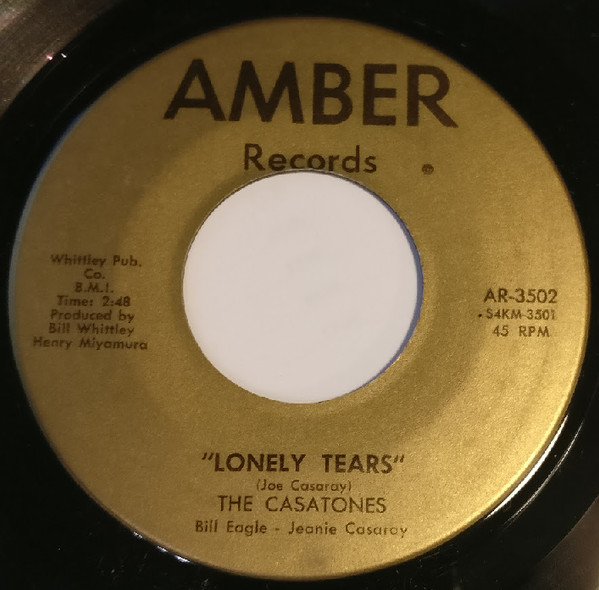 AMBER
Records
Whittley Pub.
Co.
B.M.I.
Time: 2:48
Produced by
Bill Whittley
Henry Miyamura
AR-3502
S4KM-3501
45 RPM
"LONELY TEARS"
(Joe Casaray)
THE CASATONES
Bill Eagle - Jeanie Casaray